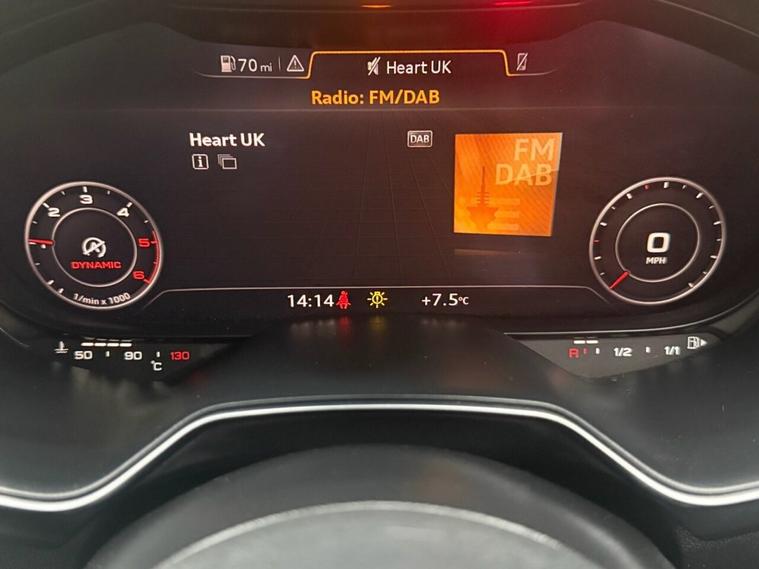 70 mi
Heart UK
Radio: FM/DAB
Heart UK
DAB
FM
DAB
2 3 4 5 6
DYNAMIC
1/min x 1000
0
MPH
14:14
+7.5°C
50 90 130
°C
R 1/2 1/1